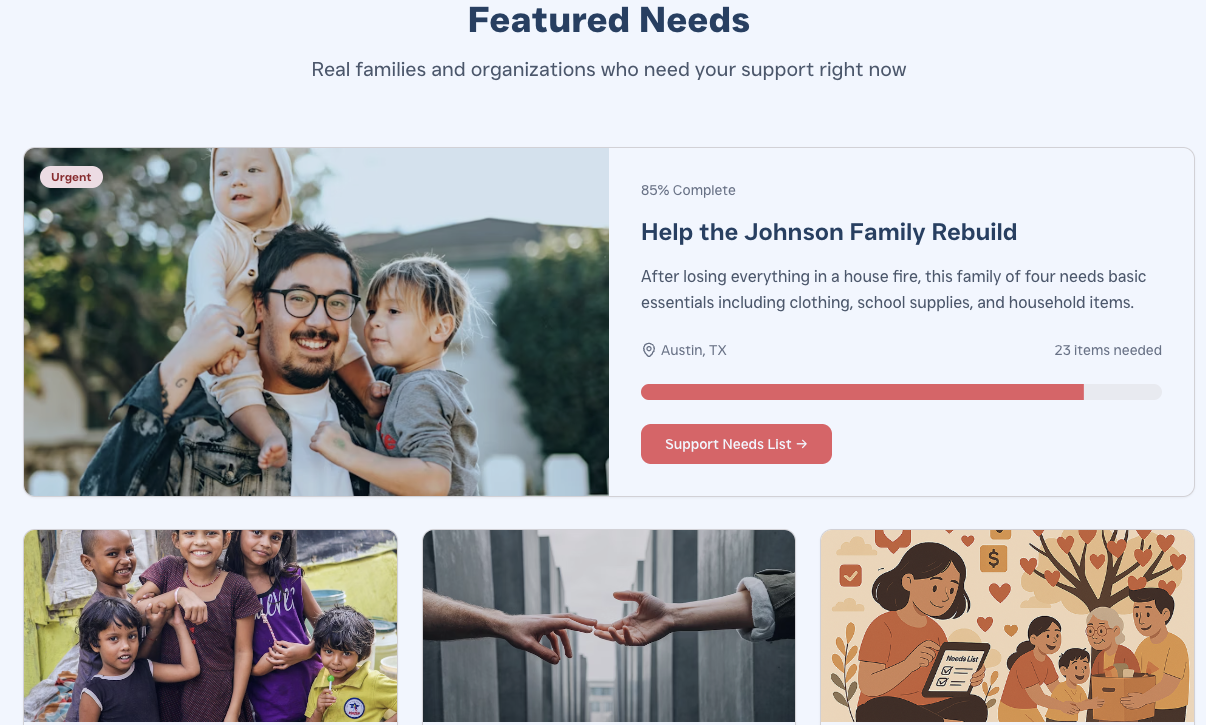 Featured Needs
Real families and organizations who need your support right now
Urgent
85% Complete
Help the Johnson Family Rebuild
After losing everything in a house fire, this family of four needs basic
essentials including clothing, school supplies, and household items.
Austin, TX
23 items needed
Support Needs List →
$
Needs List